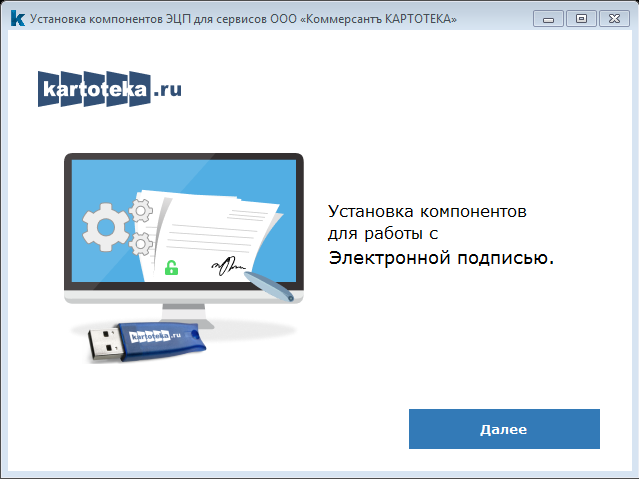 Установка компонентов ЭЦП для сервисов ООО «Коммерсантъ КАРТОТЕКА»
kartoteka.ru
Установка компонентов
для работы с
Электронной подписью.
kartoteka.ru
Далее